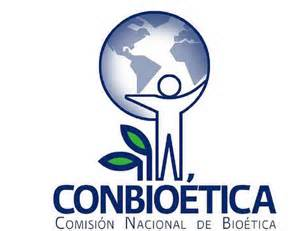 CONBIOÉTICA
COMISIÓN NACIONAL DE BIOÉTICA